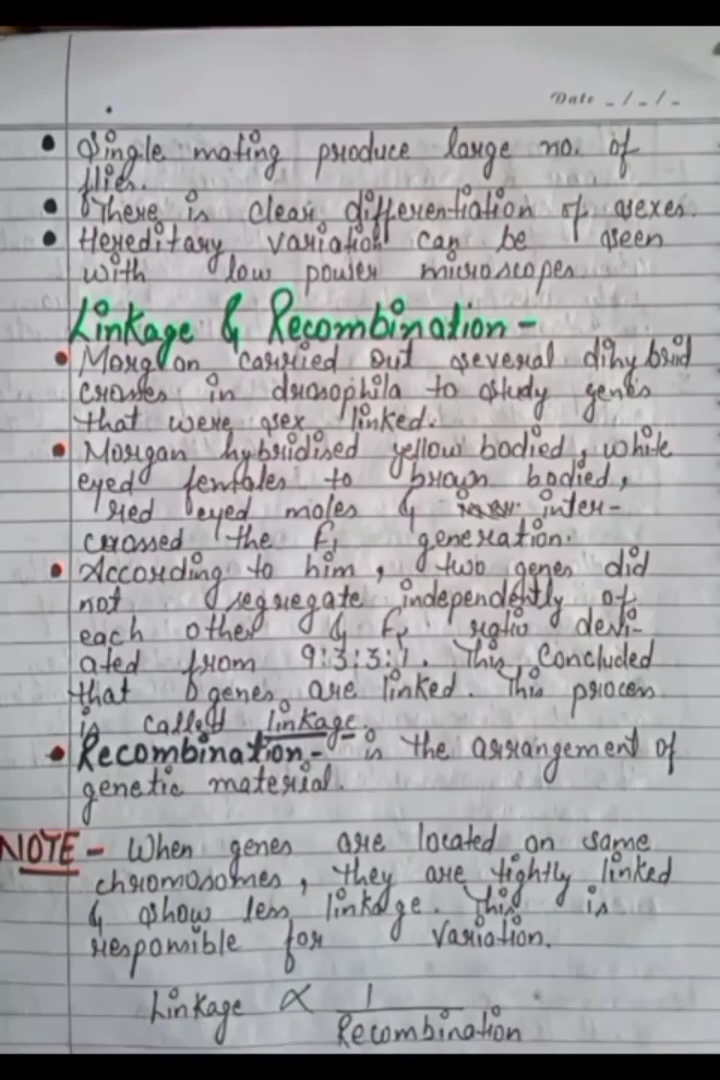 Date _/_/_
• Single mating produce large no. of
flies.
• There is clear differentiation of sexes.
• Hereditary variation can be seen
with low power microscopes
Linkage & Recombination -
• Morgan carried out several dihybrid
crosses in drosophila to study genes
that were sex linked.
• Morgan hybridised yellow bodied, white
eyed females to brown bodied,
red eyed males & inter-
crossed the F1 generation.
• According to him, two genes did
not segregate independently of
each other & F2 ratio devi-
ated from 9:3:3:1. This concluded
that genes are linked. This process
is called linkage.
• Recombination - is the arrangement of
genetic material.
NOTE - When genes are located on same
chromosomes, they are tightly linked
& show less linkage. This is
responsible for variation.
Linkage ∝ 1
Recombination